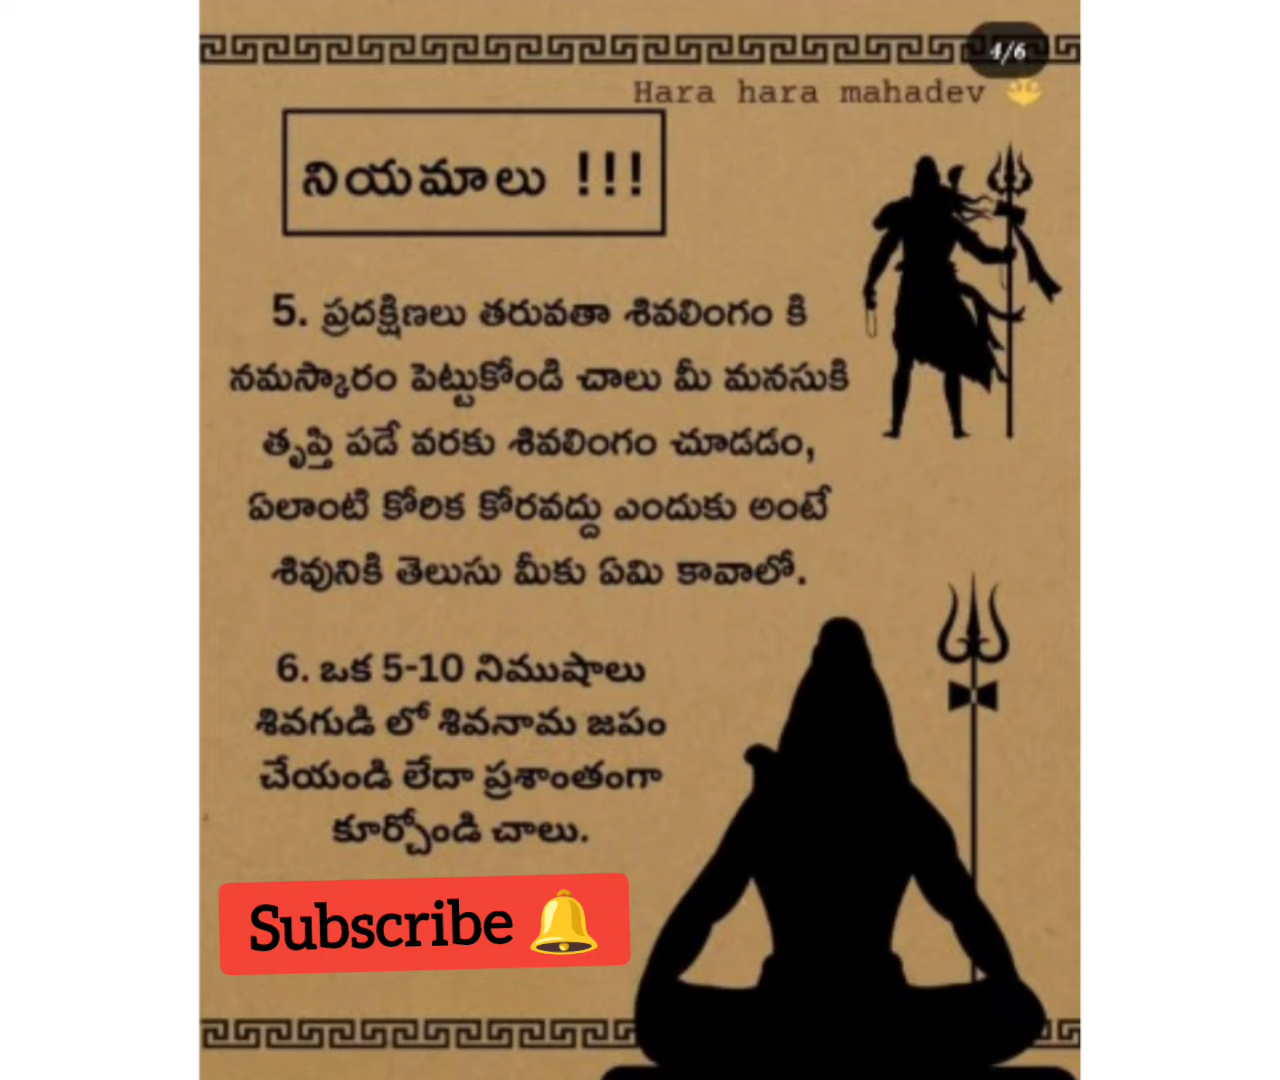 4/6
Hara hara mahadev
నియమాలు !!!
5. ప్రదక్షిణలు తరువతా శివలింగం కి
నమస్కారం పెట్టుకోండి చాలు మీ మనసుకి
తృప్తి పడే వరకు శివలింగం చూడడం,
ఏలాంటి కోరిక కోరవద్దు ఎందుకు అంటే
శివునికి తెలుసు మీకు ఏమి కావాలో.
6. ఒక 5-10 నిముషాలు
శివగుడి లో శివనామ జపం
చేయండి లేదా ప్రశాంతంగా
కూర్చోండి చాలు.
Subscribe